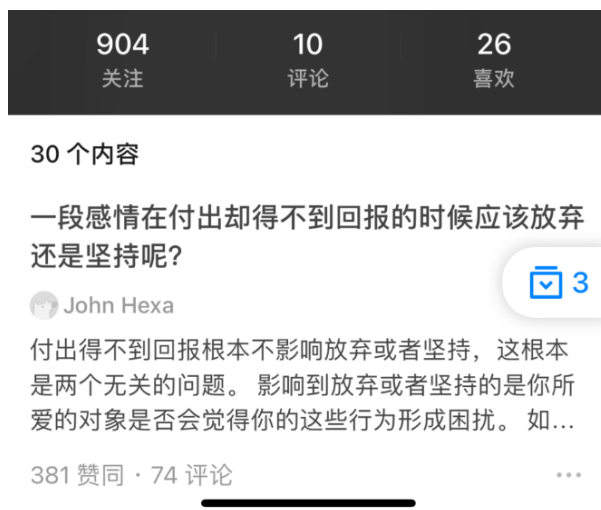 904 10 26
关注 评论 喜欢
30 个内容
一段感情在付出却得不到回报的时候应该放弃
还是坚持呢?
3
John Hexa
付出得不到回报根本不影响放弃或者坚持，这根本
是两个无关的问题。 影响到放弃或者坚持的是你所
爱的对象是否会觉得你的这些行为形成困扰。 如...
381 赞同 · 74 评论